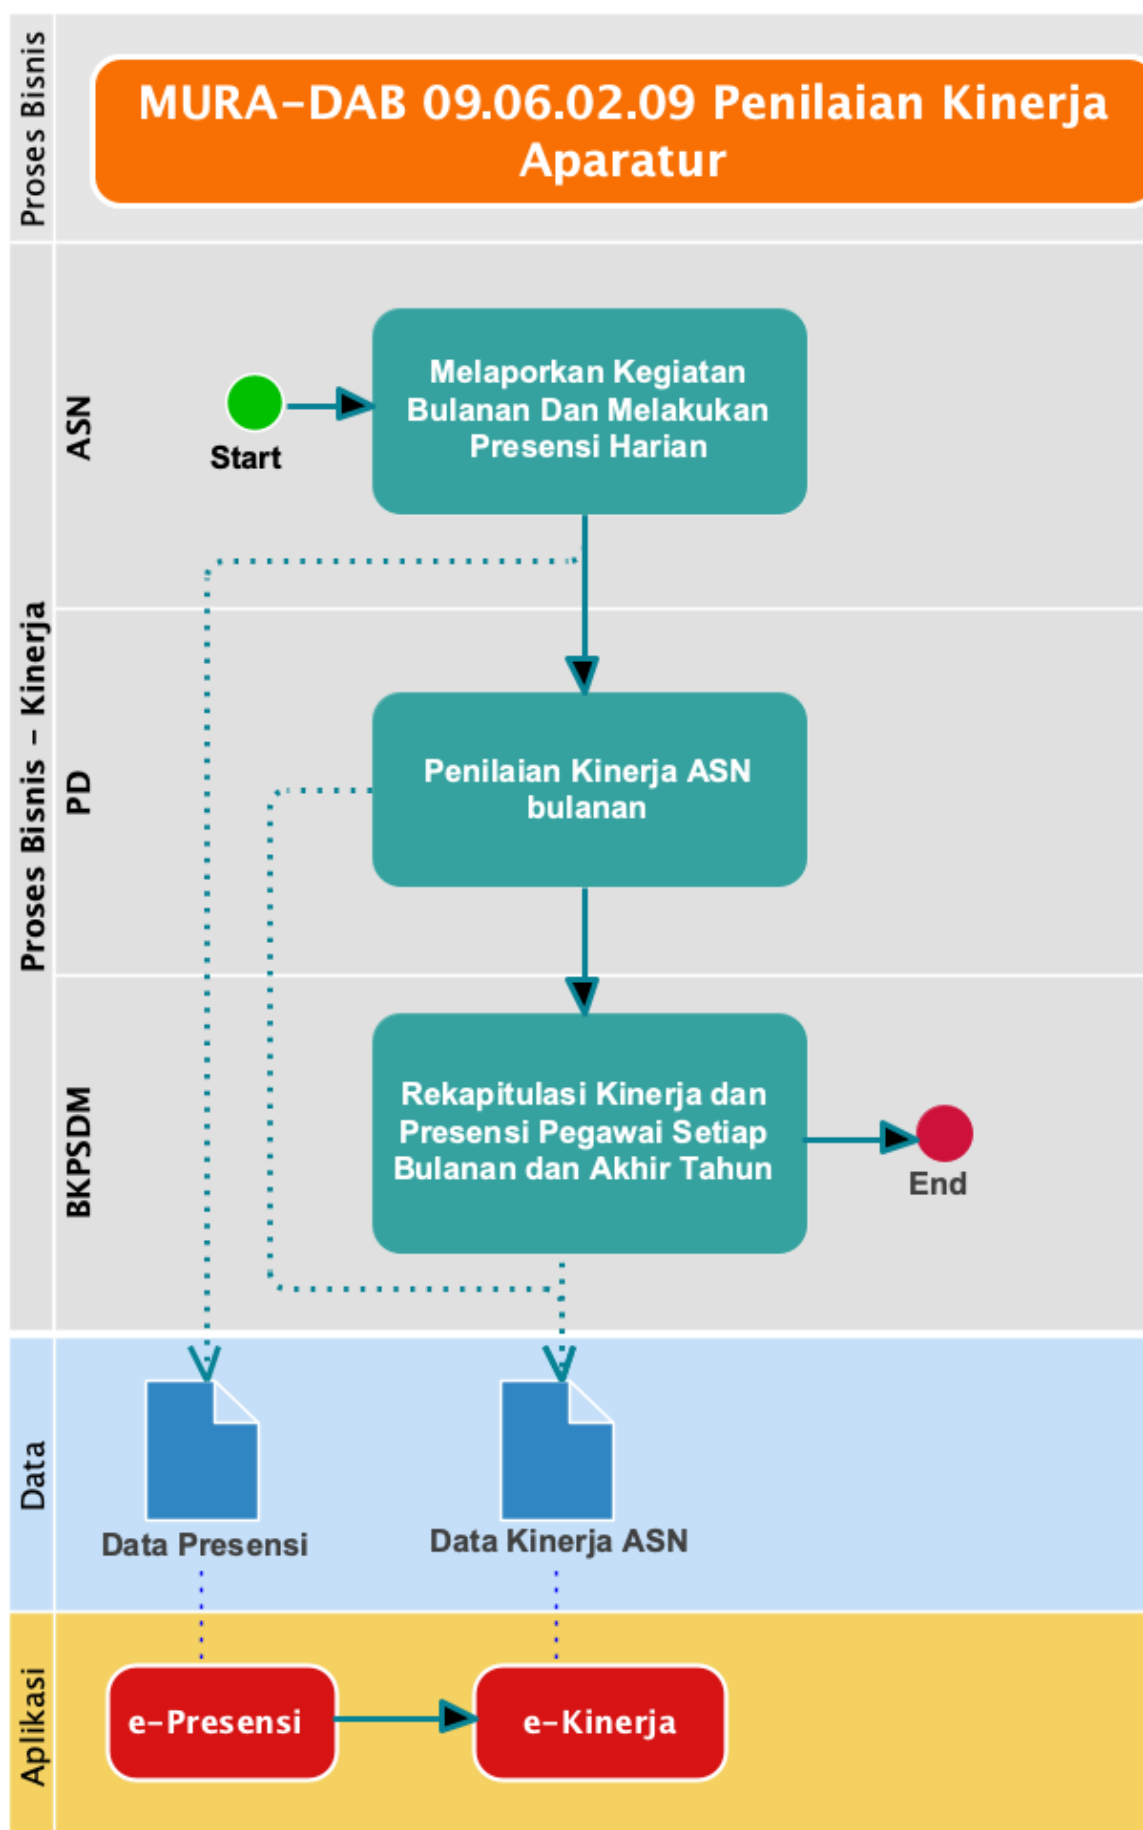 Proses Bisnis
MURA-DAB 09.06.02.09 Penilaian Kinerja
Aparatur
Proses Bisnis - Kinerja
ASN
Start
Melaporkan Kegiatan
Bulanan Dan Melakukan
Presensi Harian
PD
Penilaian Kinerja ASN
bulanan
BKPSDM
Rekapitulasi Kinerja dan
Presensi Pegawai Setiap
Bulanan dan Akhir Tahun
End
Data
Data Presensi
Data Kinerja ASN
Aplikasi
e-Presensi
e-Kinerja